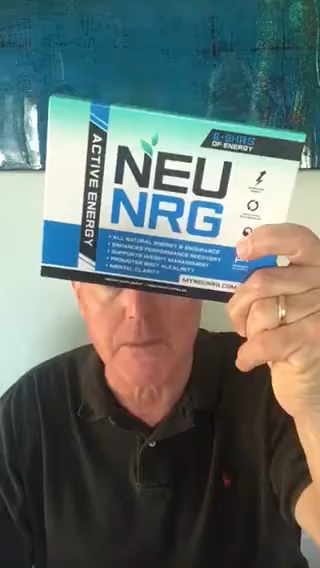 6-9HRS
OF ENERGY
ACTIVE ENERGY
NEU
NRG
• ALL NATURAL ENERGY & ENDURANCE
• ENHANCES PERFORMANCE RECOVERY
• SUPPORTS WEIGHT MANAGEMENT
• PROMOTES BODY ALKALINITY
• MENTAL CLARITY
MYNEUNRG.COM